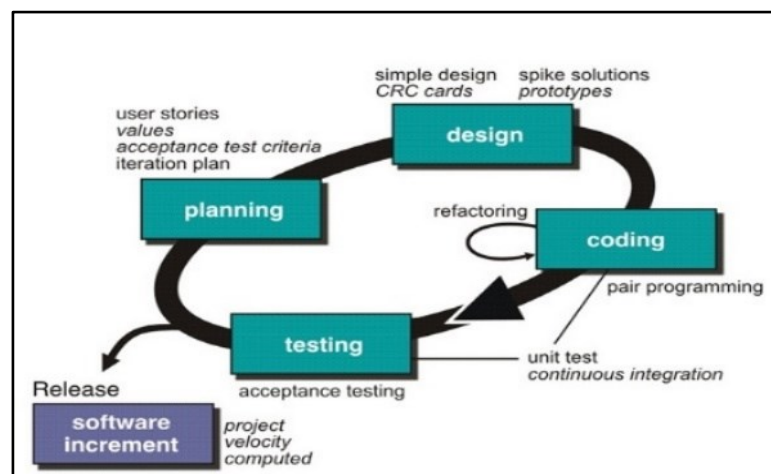 simple design
CRC cards
spike solutions
prototypes
user stories
values
acceptance test criteria
iteration plan
design
planning
refactoring
coding
pair programming
testing
unit test
continuous integration
acceptance testing
Release
software
increment
project
velocity
computed